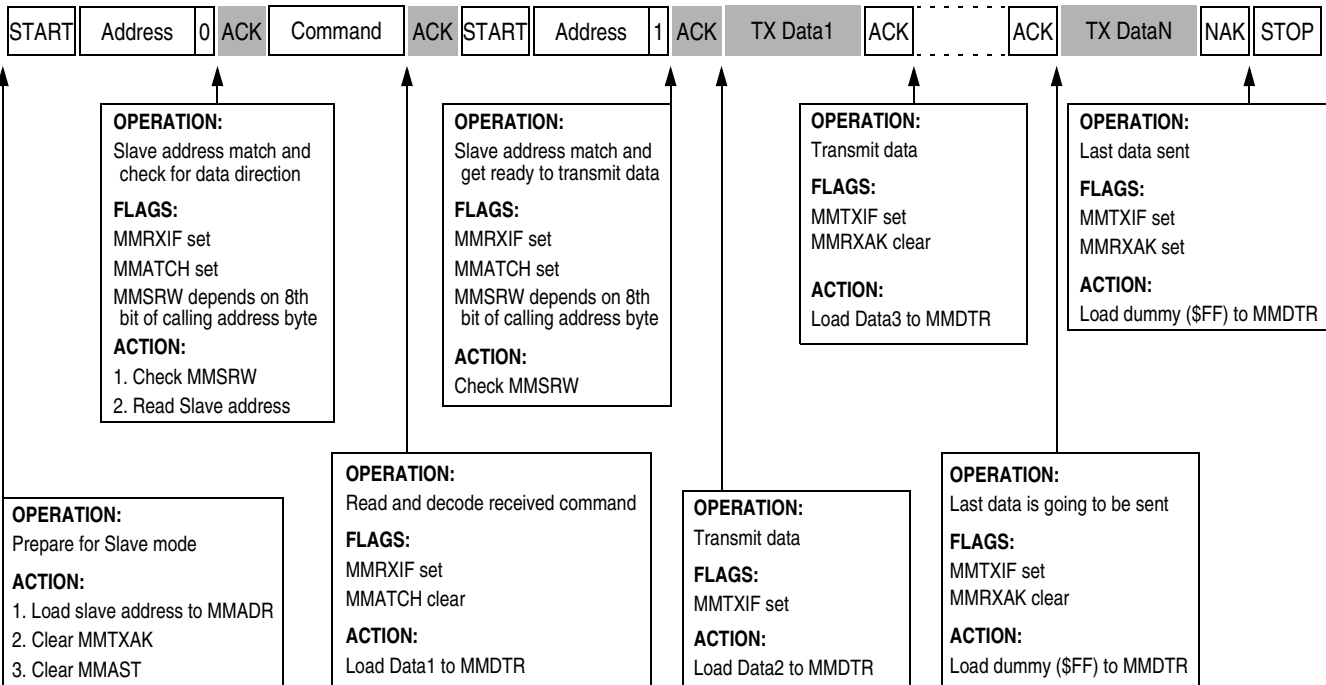 START Address 0 ACK Command ACK START Address 1 ACK TX Data1 ACK ACK TX DataN NAK STOP
OPERATION:
Slave address match and
check for data direction
FLAGS:
MMRXIF set
MMATCH set
MMSRW depends on 8th
bit of calling address byte
ACTION:
1. Check MMSRW
2. Read Slave address
OPERATION:
Slave address match and
get ready to transmit data
FLAGS:
MMRXIF set
MMATCH set
MMSRW depends on 8th
bit of calling address byte
ACTION:
Check MMSRW
OPERATION:
Transmit data
FLAGS:
MMTXIF set
MMRXAK clear
ACTION:
Load Data3 to MMDTR
OPERATION:
Last data sent
FLAGS:
MMTXIF set
MMRXAK set
ACTION:
Load dummy ($FF) to MMDTR
OPERATION:
Prepare for Slave mode
ACTION:
1. Load slave address to MMADR
2. Clear MMTXAK
3. Clear MMAST
OPERATION:
Read and decode received command
FLAGS:
MMRXIF set
MMATCH clear
ACTION:
Load Data1 to MMDTR
OPERATION:
Transmit data
FLAGS:
MMTXIF set
ACTION:
Load Data2 to MMDTR
OPERATION:
Last data is going to be sent
FLAGS:
MMTXIF set
MMRXAK clear
ACTION:
Load dummy ($FF) to MMDTR